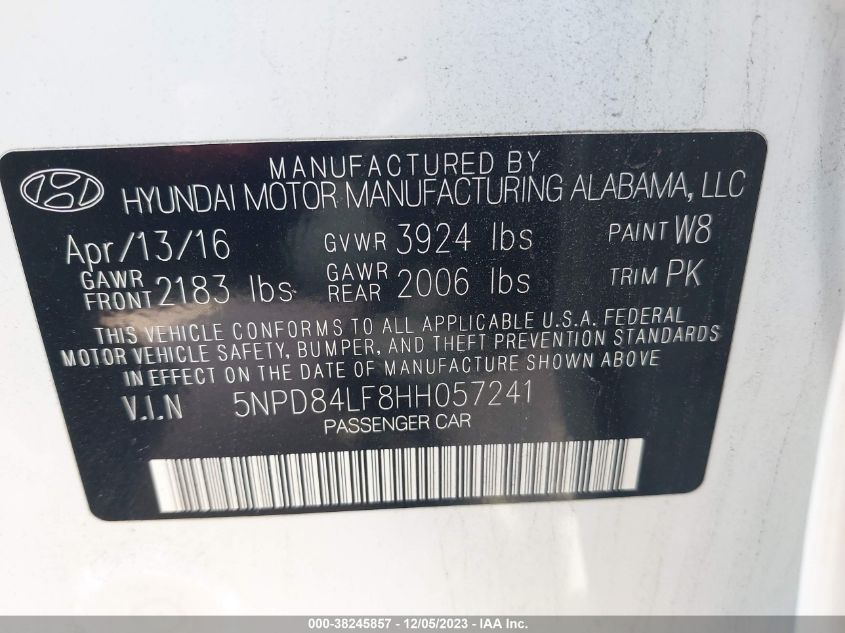 MANUFACTURED BY
HYUNDAI MOTOR MANUFACTURING ALABAMA, LLC
Apr/13/16 GVWR 3924 lbs PAINT W8
GAWR FRONT 2183 lbs GAWR REAR 2006 lbs TRIM PK
THIS VEHICLE CONFORMS TO ALL APPLICABLE U.S.A. FEDERAL
MOTOR VEHICLE SAFETY, BUMPER, AND THEFT PREVENTION STANDARDS
IN EFFECT ON THE DATE OF MANUFACTURE SHOWN ABOVE
V.I.N 5NPD84LF8HH057241
PASSENGER CAR
000-38245857 - 12/05/2023 - IAA Inc.